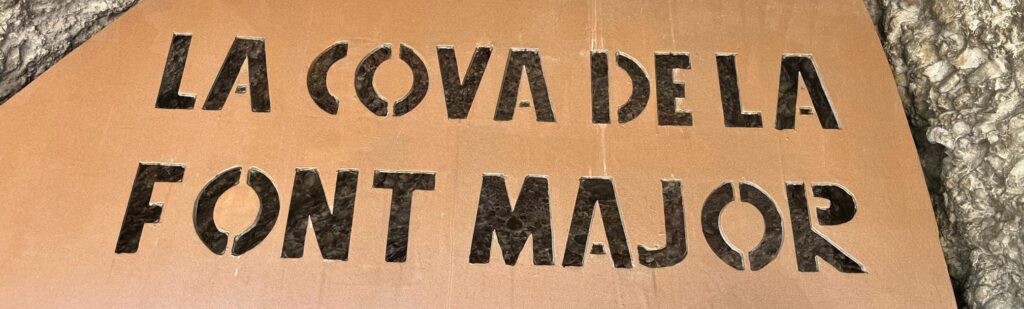 LA COVA DE LA
FONT MAJOR